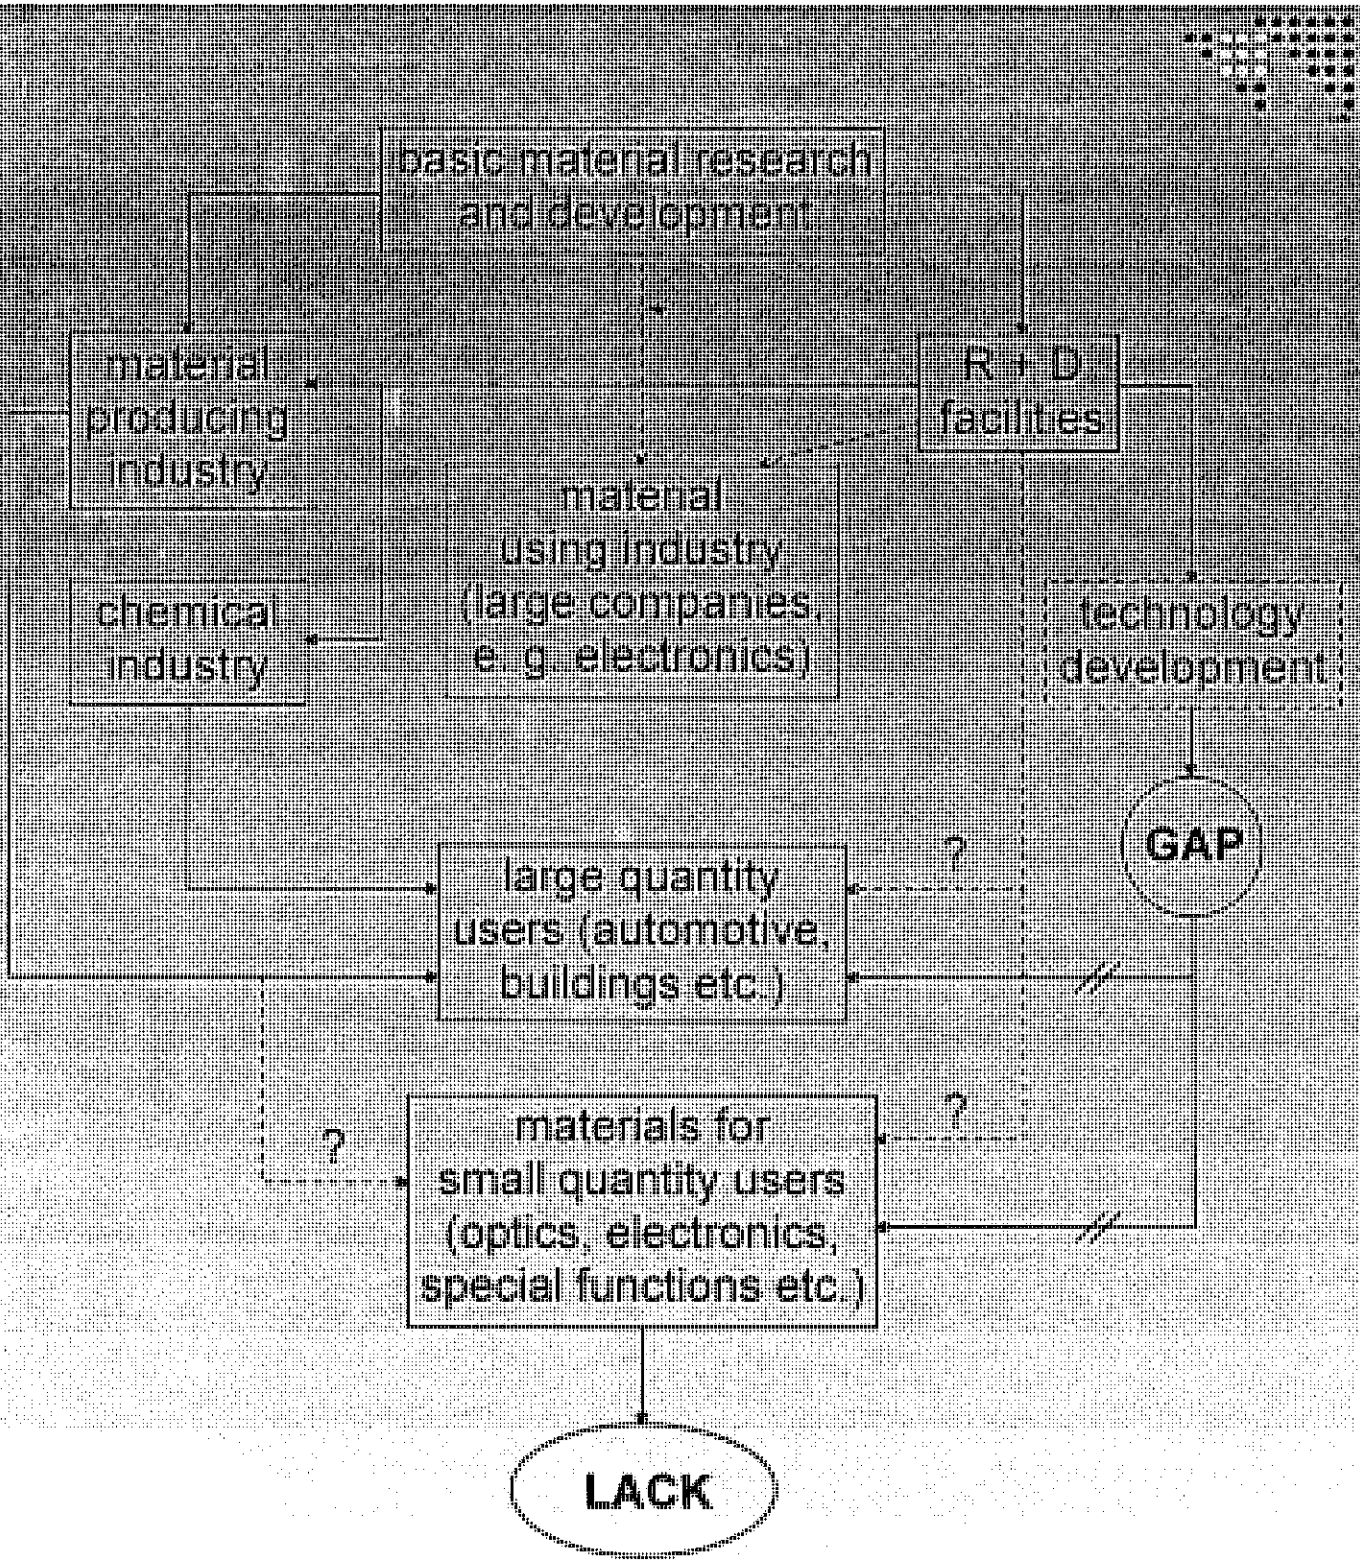 basic material research
and development
material
producing
industry
R + D
facilities
material
using industry
(large companies,
e. g. electronics)
chemical
industry
technology
development
GAP
?
large quantity
users (automotive,
buildings etc.)
?
?
materials for
small quantity users
(optics, electronics,
special functions etc.)
LACK